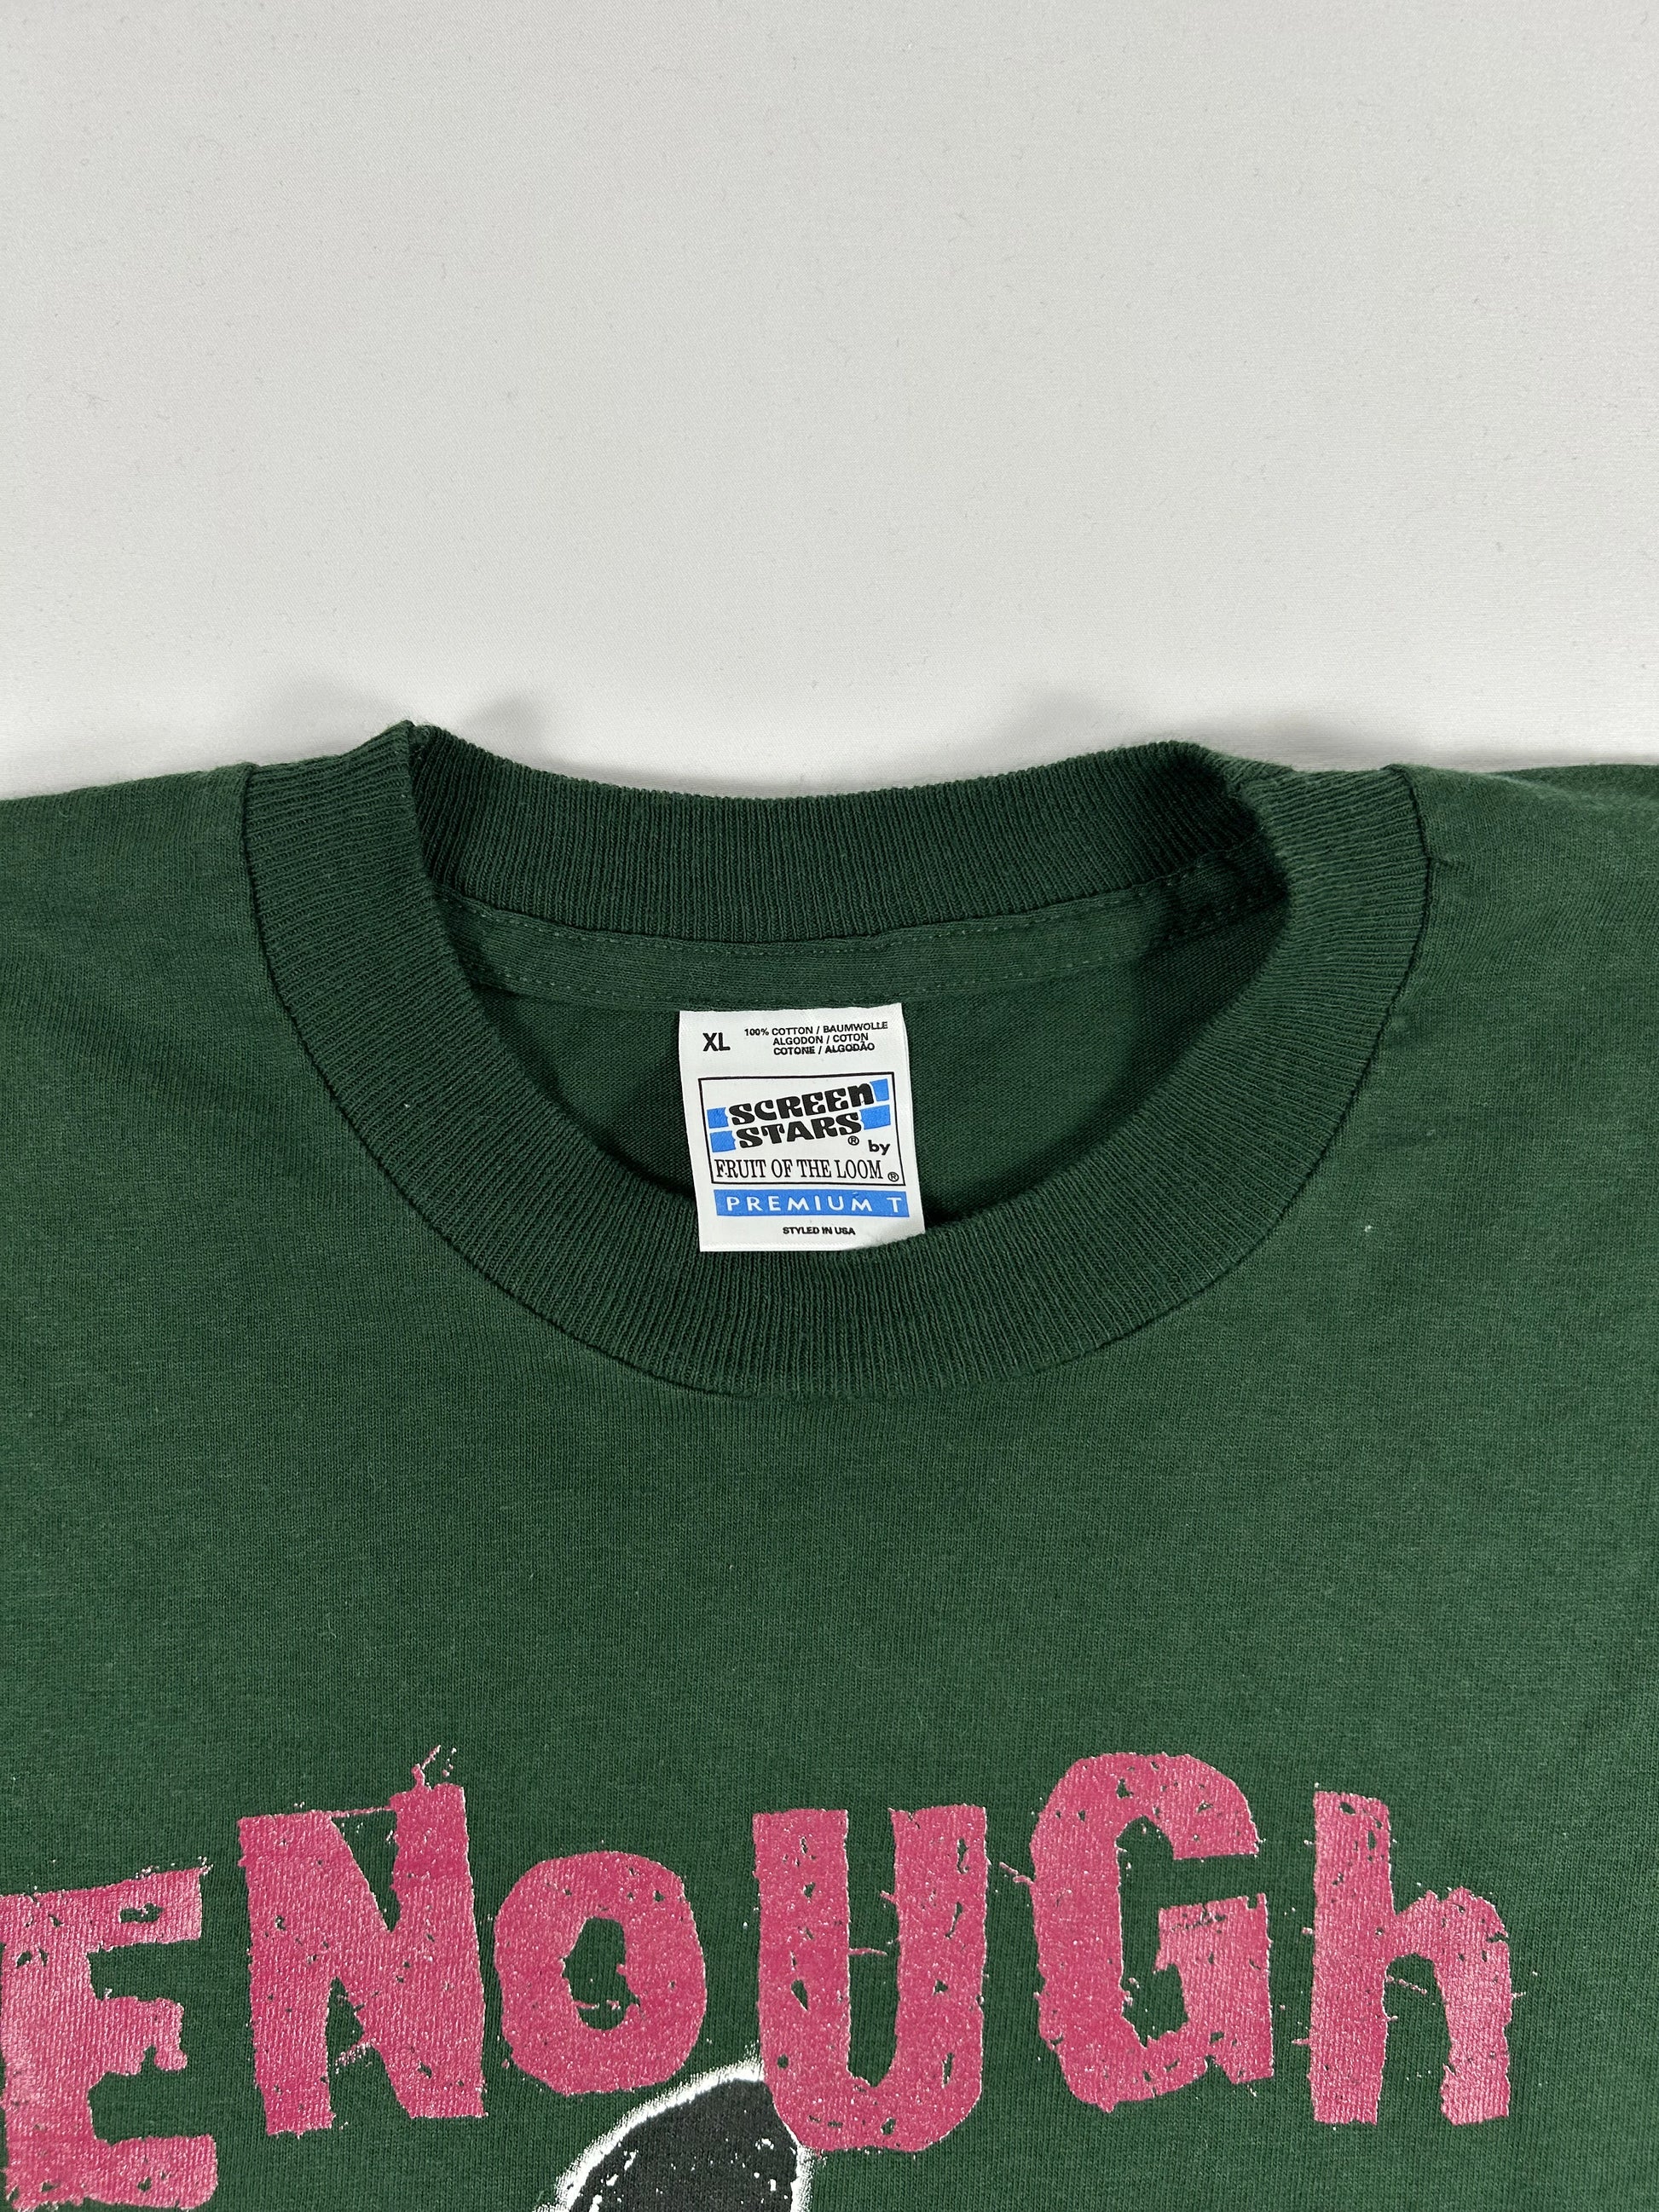 XL
100% COTTON / BAUMWOLLE
ALGODON / COTON
COTONE / ALGODÃO
SCREEN
STARS® by
FRUIT OF THE LOOM®
PREMIUM T
STYLED IN USA
ENoUGh